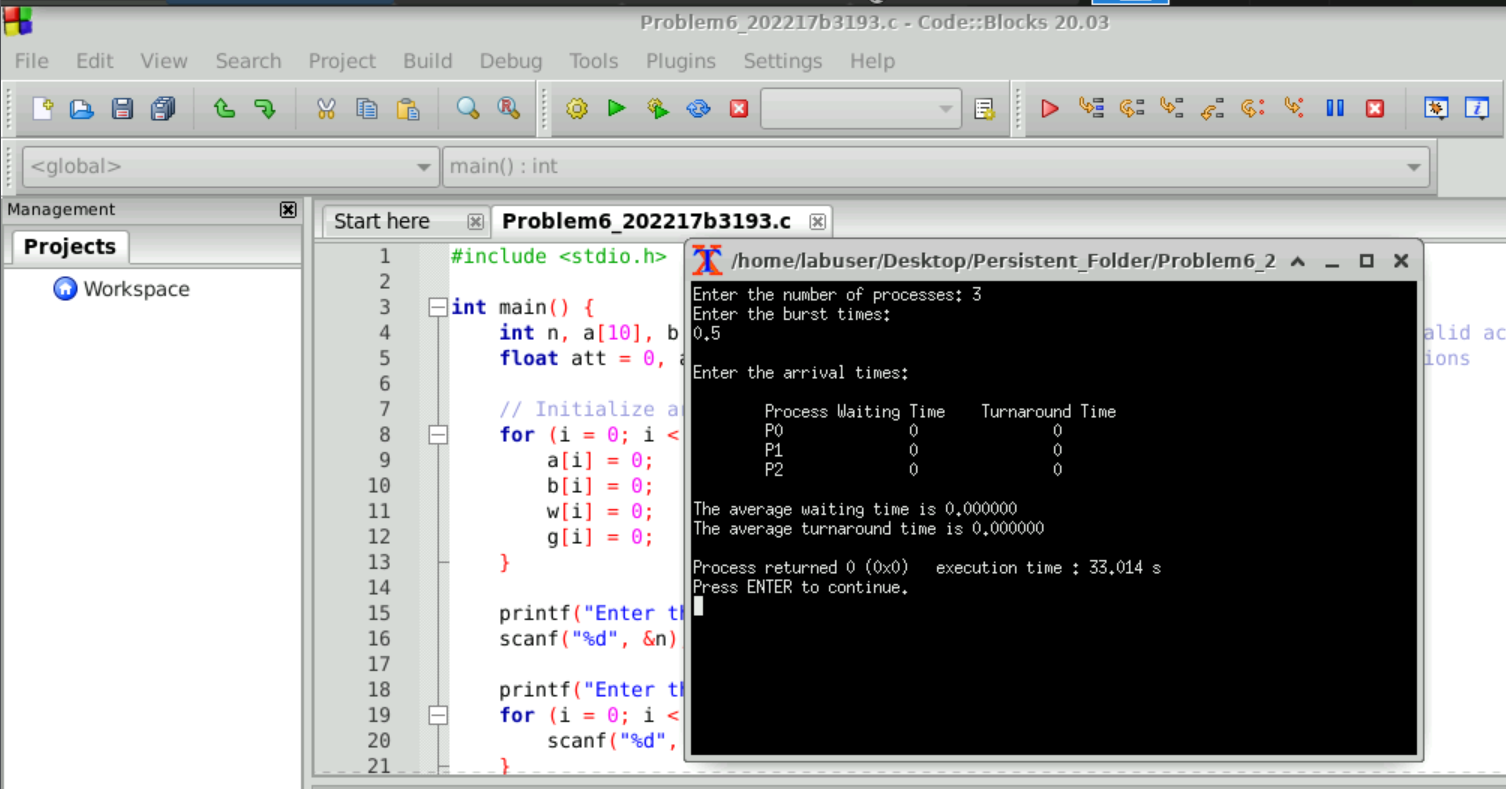 Problem6_202217b3193.c - Code::Blocks 20.03
File Edit View Search Project Build Debug Tools Plugins Settings Help
<global> main() : int
Management
Projects
Workspace
Start here Problem6_202217b3193.c
1 #include <stdio.h>
2
3 int main() {
4 int n, a[10], b
5 float att = 0, a
6
7 // Initialize a
8 for (i = 0; i <
9 a[i] = 0;
10 b[i] = 0;
11 w[i] = 0;
12 g[i] = 0;
13 }
14
15 printf("Enter th
16 scanf("%d", &n)
17
18 printf("Enter th
19 for (i = 0; i <
20 scanf("%d",
21 }
alid ac
ions
/home/labuser/Desktop/Persistent_Folder/Problem6_2
Enter the number of processes: 3
Enter the burst times:
0.5
Enter the arrival times:
Process Waiting Time Turnaround Time
P0 0 0
P1 0 0
P2 0 0
The average waiting time is 0.000000
The average turnaround time is 0.000000
Process returned 0 (0x0) execution time : 33.014 s
Press ENTER to continue.